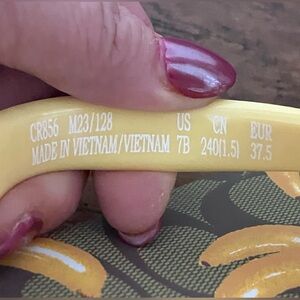 CR856 M23/128 US CN EUR
MADE IN VIETNAM/VIETNAM 7B 240(1.5) 37.5